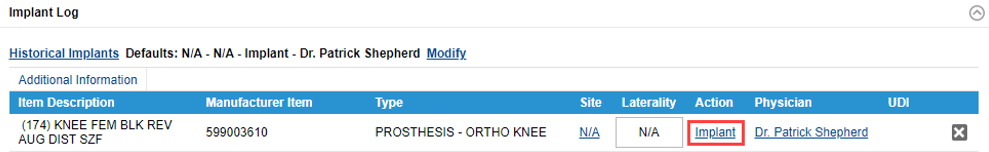 Implant Log
Historical Implants Defaults: N/A - N/A - Implant - Dr. Patrick Shepherd Modify
Additional Information
Item Description Manufacturer Item Type Site Laterality Action Physician UDI
(174) KNEE FEM BLK REV 599003610 PROSTHESIS - ORTHO KNEE N/A N/A Implant Dr. Patrick Shepherd
AUG DIST SZF